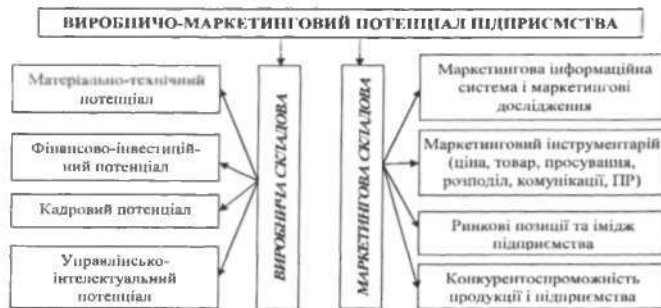 ВИРОБНИЧО-МАРКЕТИНГОВИЙ ПОТЕНЦІАЛ ПІДПРИЄМСТВА
Матеріально-технічний
потенціал
Фінансово-інвестицій-
ний потенціал
Кадровий потенціал
Управлінсько-
інтелектуальний
потенціал
ВИРОБНИЧА СКЛАДОВА
МАРКЕТИНГОВА СКЛАДОВА
Маркетингова інформаційна
система і маркетингові
дослідження
Маркетинговий інструментарій
(ціна, товар, просування,
розподіл, комунікації, ПР)
Ринкові позиції та імідж
підприємства
Конкурентоспроможність
продукції і підприємства